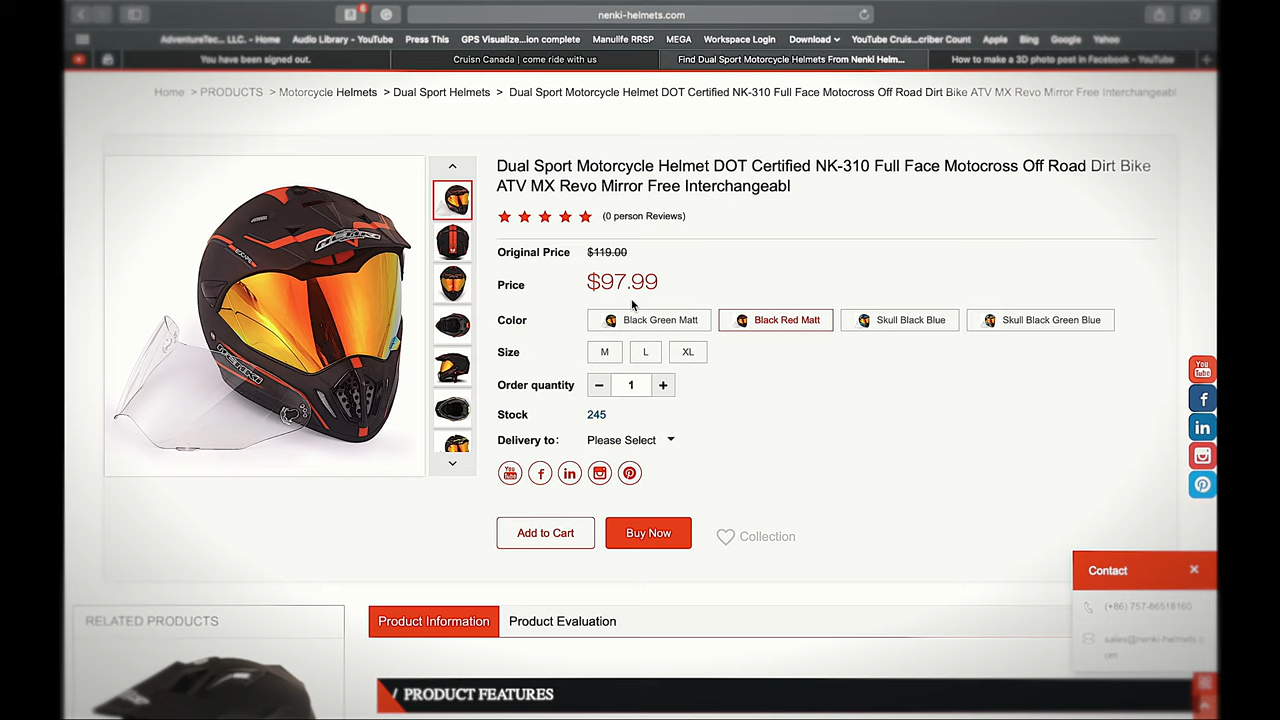 nenki-helmets.com
AdventureTec... LLC. - Home Audio Library - YouTube Press This GPS Visualize...ion complete Manulife RRSP MEGA Workspace Login Download YouTube Cruis...criber Count Apple Bing Google Yahoo
You have been signed out. Cruisn Canada | come ride with us Find Dual Sport Motorcycle Helmets From Nenki Helm... How to make a 3D photo post in Facebook - YouTube
Home > PRODUCTS > Motorcycle Helmets > Dual Sport Helmets > Dual Sport Motorcycle Helmet DOT Certified NK-310 Full Face Motocross Off Road Dirt Bike ATV MX Revo Mirror Free Interchangeabl
Dual Sport Motorcycle Helmet DOT Certified NK-310 Full Face Motocross Off Road Dirt Bike
ATV MX Revo Mirror Free Interchangeabl
(0 person Reviews)
Original Price $119.00
Price $97.99
Color Black Green Matt Black Red Matt Skull Black Blue Skull Black Green Blue
Size M L XL
Order quantity − 1 +
Stock 245
Delivery to: Please Select
Add to Cart Buy Now Collection
Contact ×
(+86) 757-86518160
sales@nenki-helmets.c
om
RELATED PRODUCTS
Product Information Product Evaluation
/ PRODUCT FEATURES